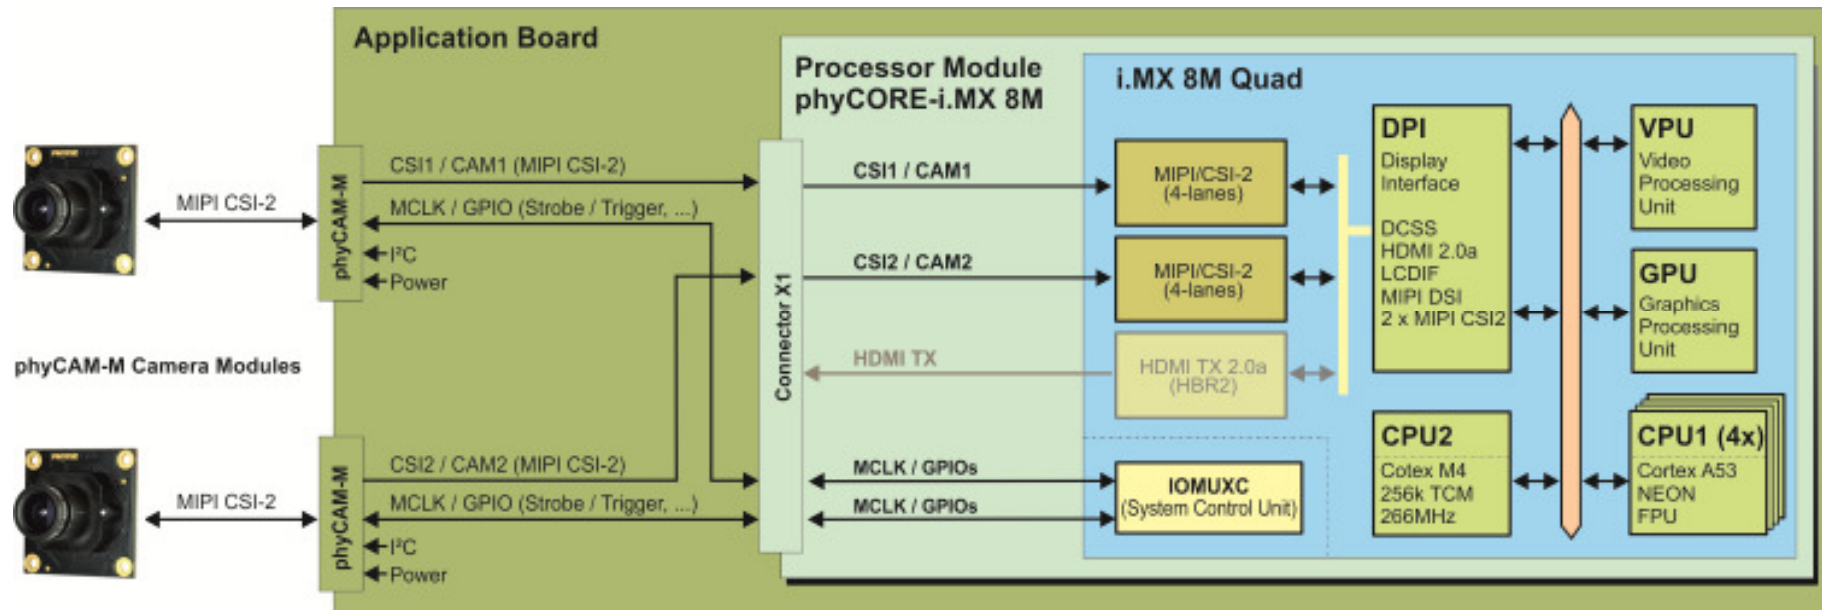 Application Board
Processor Module
phyCORE-i.MX 8M
i.MX 8M Quad
MIPI CSI-2
phyCAM-M
CSI1 / CAM1 (MIPI CSI-2)
MCLK / GPIO (Strobe / Trigger, ...)
I²C
Power
phyCAM-M Camera Modules
MIPI CSI-2
phyCAM-M
CSI2 / CAM2 (MIPI CSI-2)
MCLK / GPIO (Strobe / Trigger, ...)
I²C
Power
Connector X1
CSI1 / CAM1
CSI2 / CAM2
HDMI TX
MCLK / GPIOs
MCLK / GPIOs
MIPI/CSI-2
(4-lanes)
MIPI/CSI-2
(4-lanes)
HDMI TX 2.0a
(HBR2)
IOMUXC
(System Control Unit)
DPI
Display
Interface
DCSS
HDMI 2.0a
LCDIF
MIPI DSI
2 x MIPI CSI2
CPU2
Cotex M4
256k TCM
266MHz
VPU
Video
Processing
Unit
GPU
Graphics
Processing
Unit
CPU1 (4x)
Cortex A53
NEON
FPU